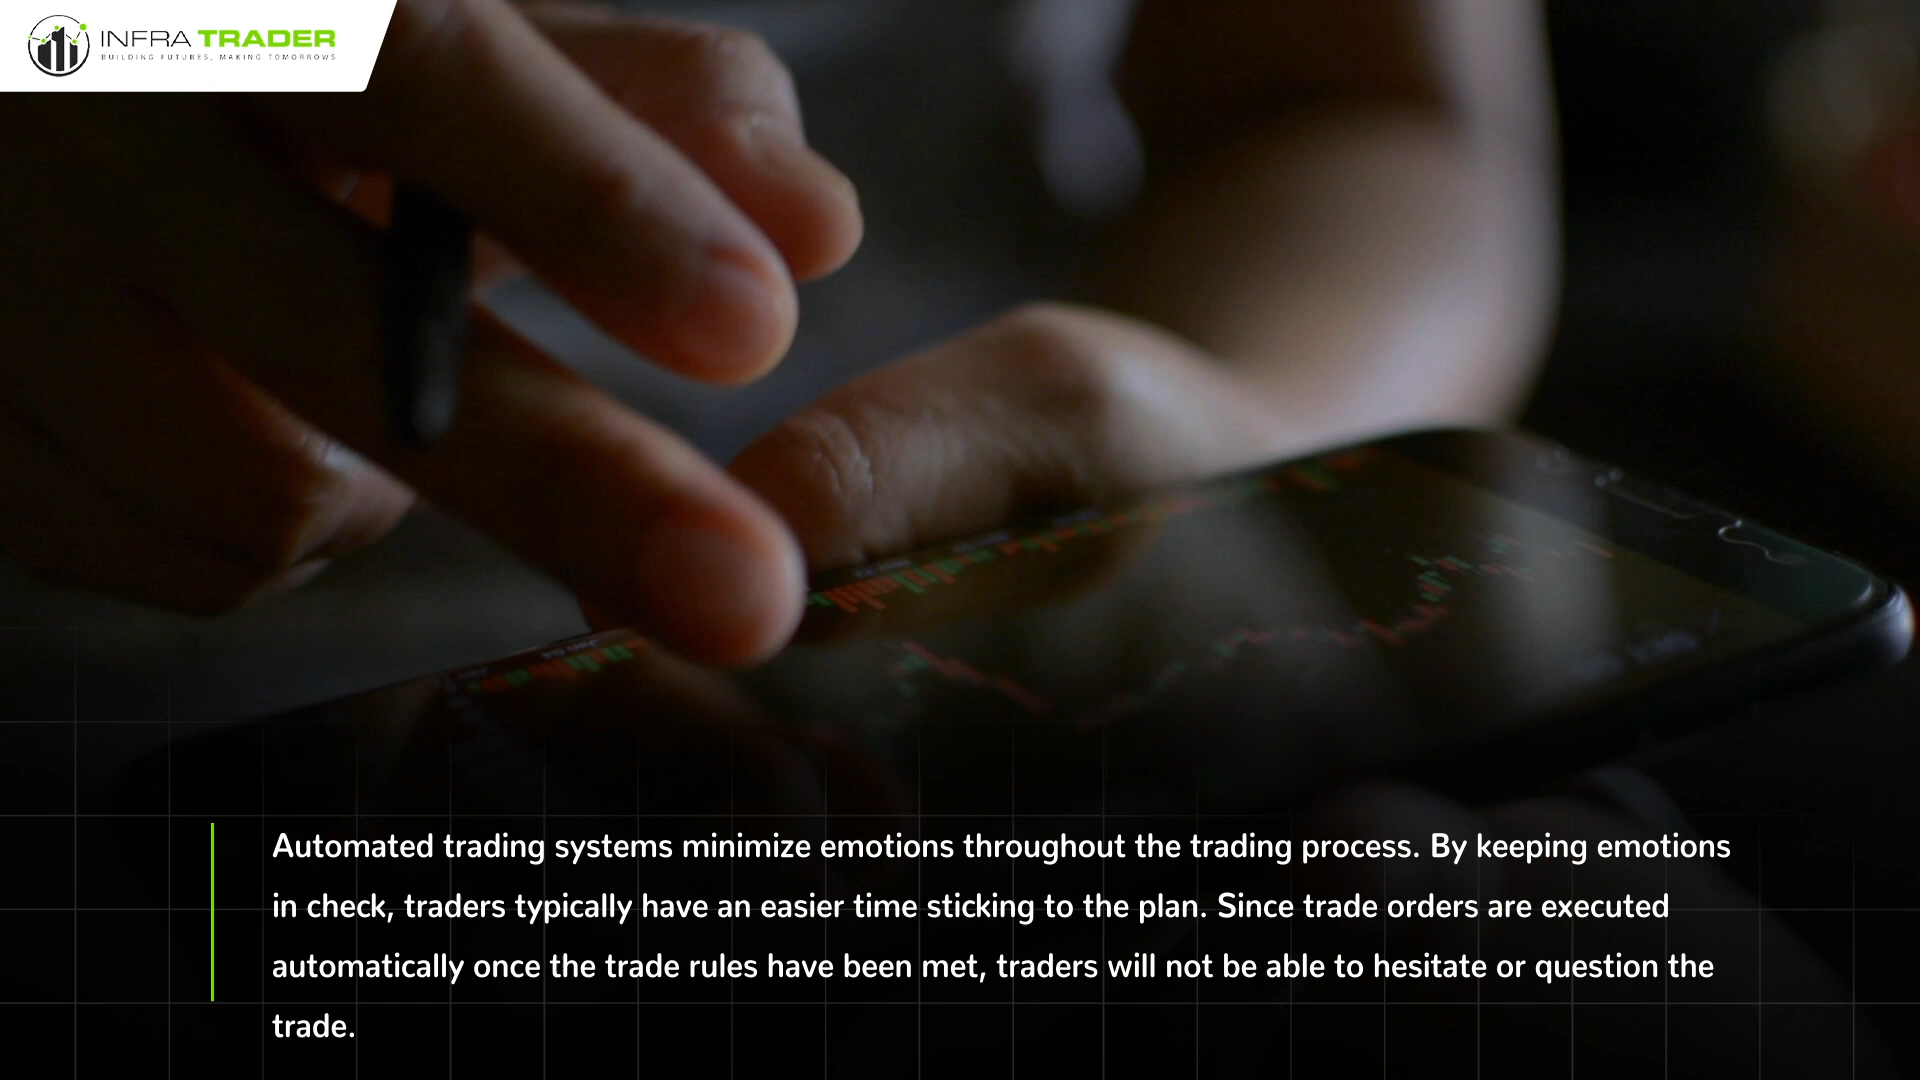 INFRA TRADER
BUILDING FUTURES, MAKING TOMORROWS
Automated trading systems minimize emotions throughout the trading process. By keeping emotions
in check, traders typically have an easier time sticking to the plan. Since trade orders are executed
automatically once the trade rules have been met, traders will not be able to hesitate or question the
trade.